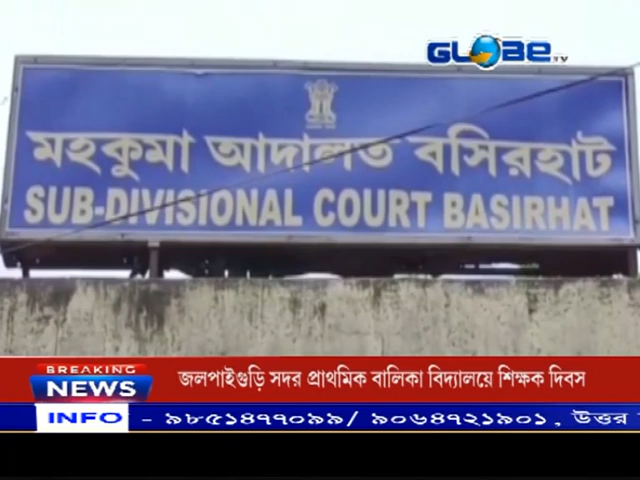 GLOBE TV
মহকুমা আদালত বসিরহাট
SUB-DIVISIONAL COURT BASIRHAT
BREAKING
NEWS
জলপাইগুড়ি সদর প্রাথমিক বালিকা বিদ্যালয়ে শিক্ষক দিবস
INFO - ৯৮৫১৪৭৭০৯৯/ ৯০৬৪৭২১৯০১, উত্তর